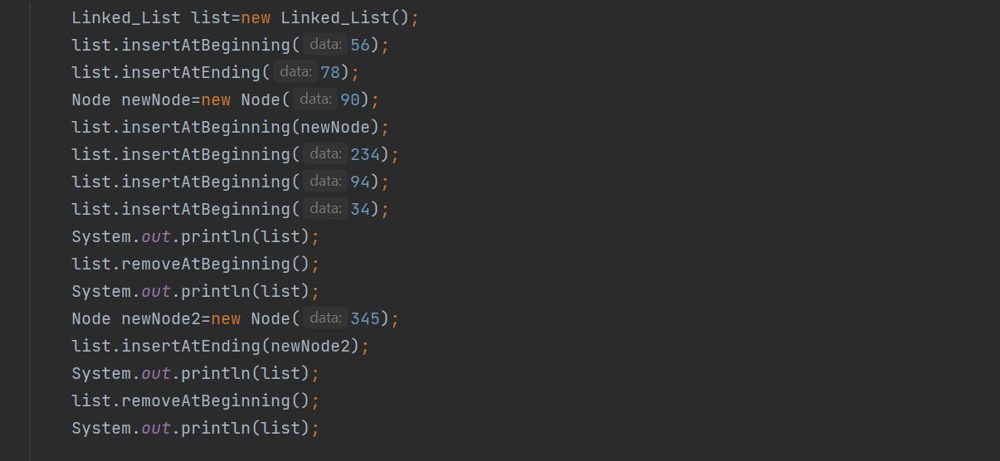 Linked_List list=new Linked_List();
list.insertAtBeginning( data: 56);
list.insertAtEnding( data: 78);
Node newNode=new Node( data: 90);
list.insertAtBeginning(newNode);
list.insertAtBeginning( data: 234);
list.insertAtBeginning( data: 94);
list.insertAtBeginning( data: 34);
System.out.println(list);
list.removeAtBeginning();
System.out.println(list);
Node newNode2=new Node( data: 345);
list.insertAtEnding(newNode2);
System.out.println(list);
list.removeAtBeginning();
System.out.println(list);